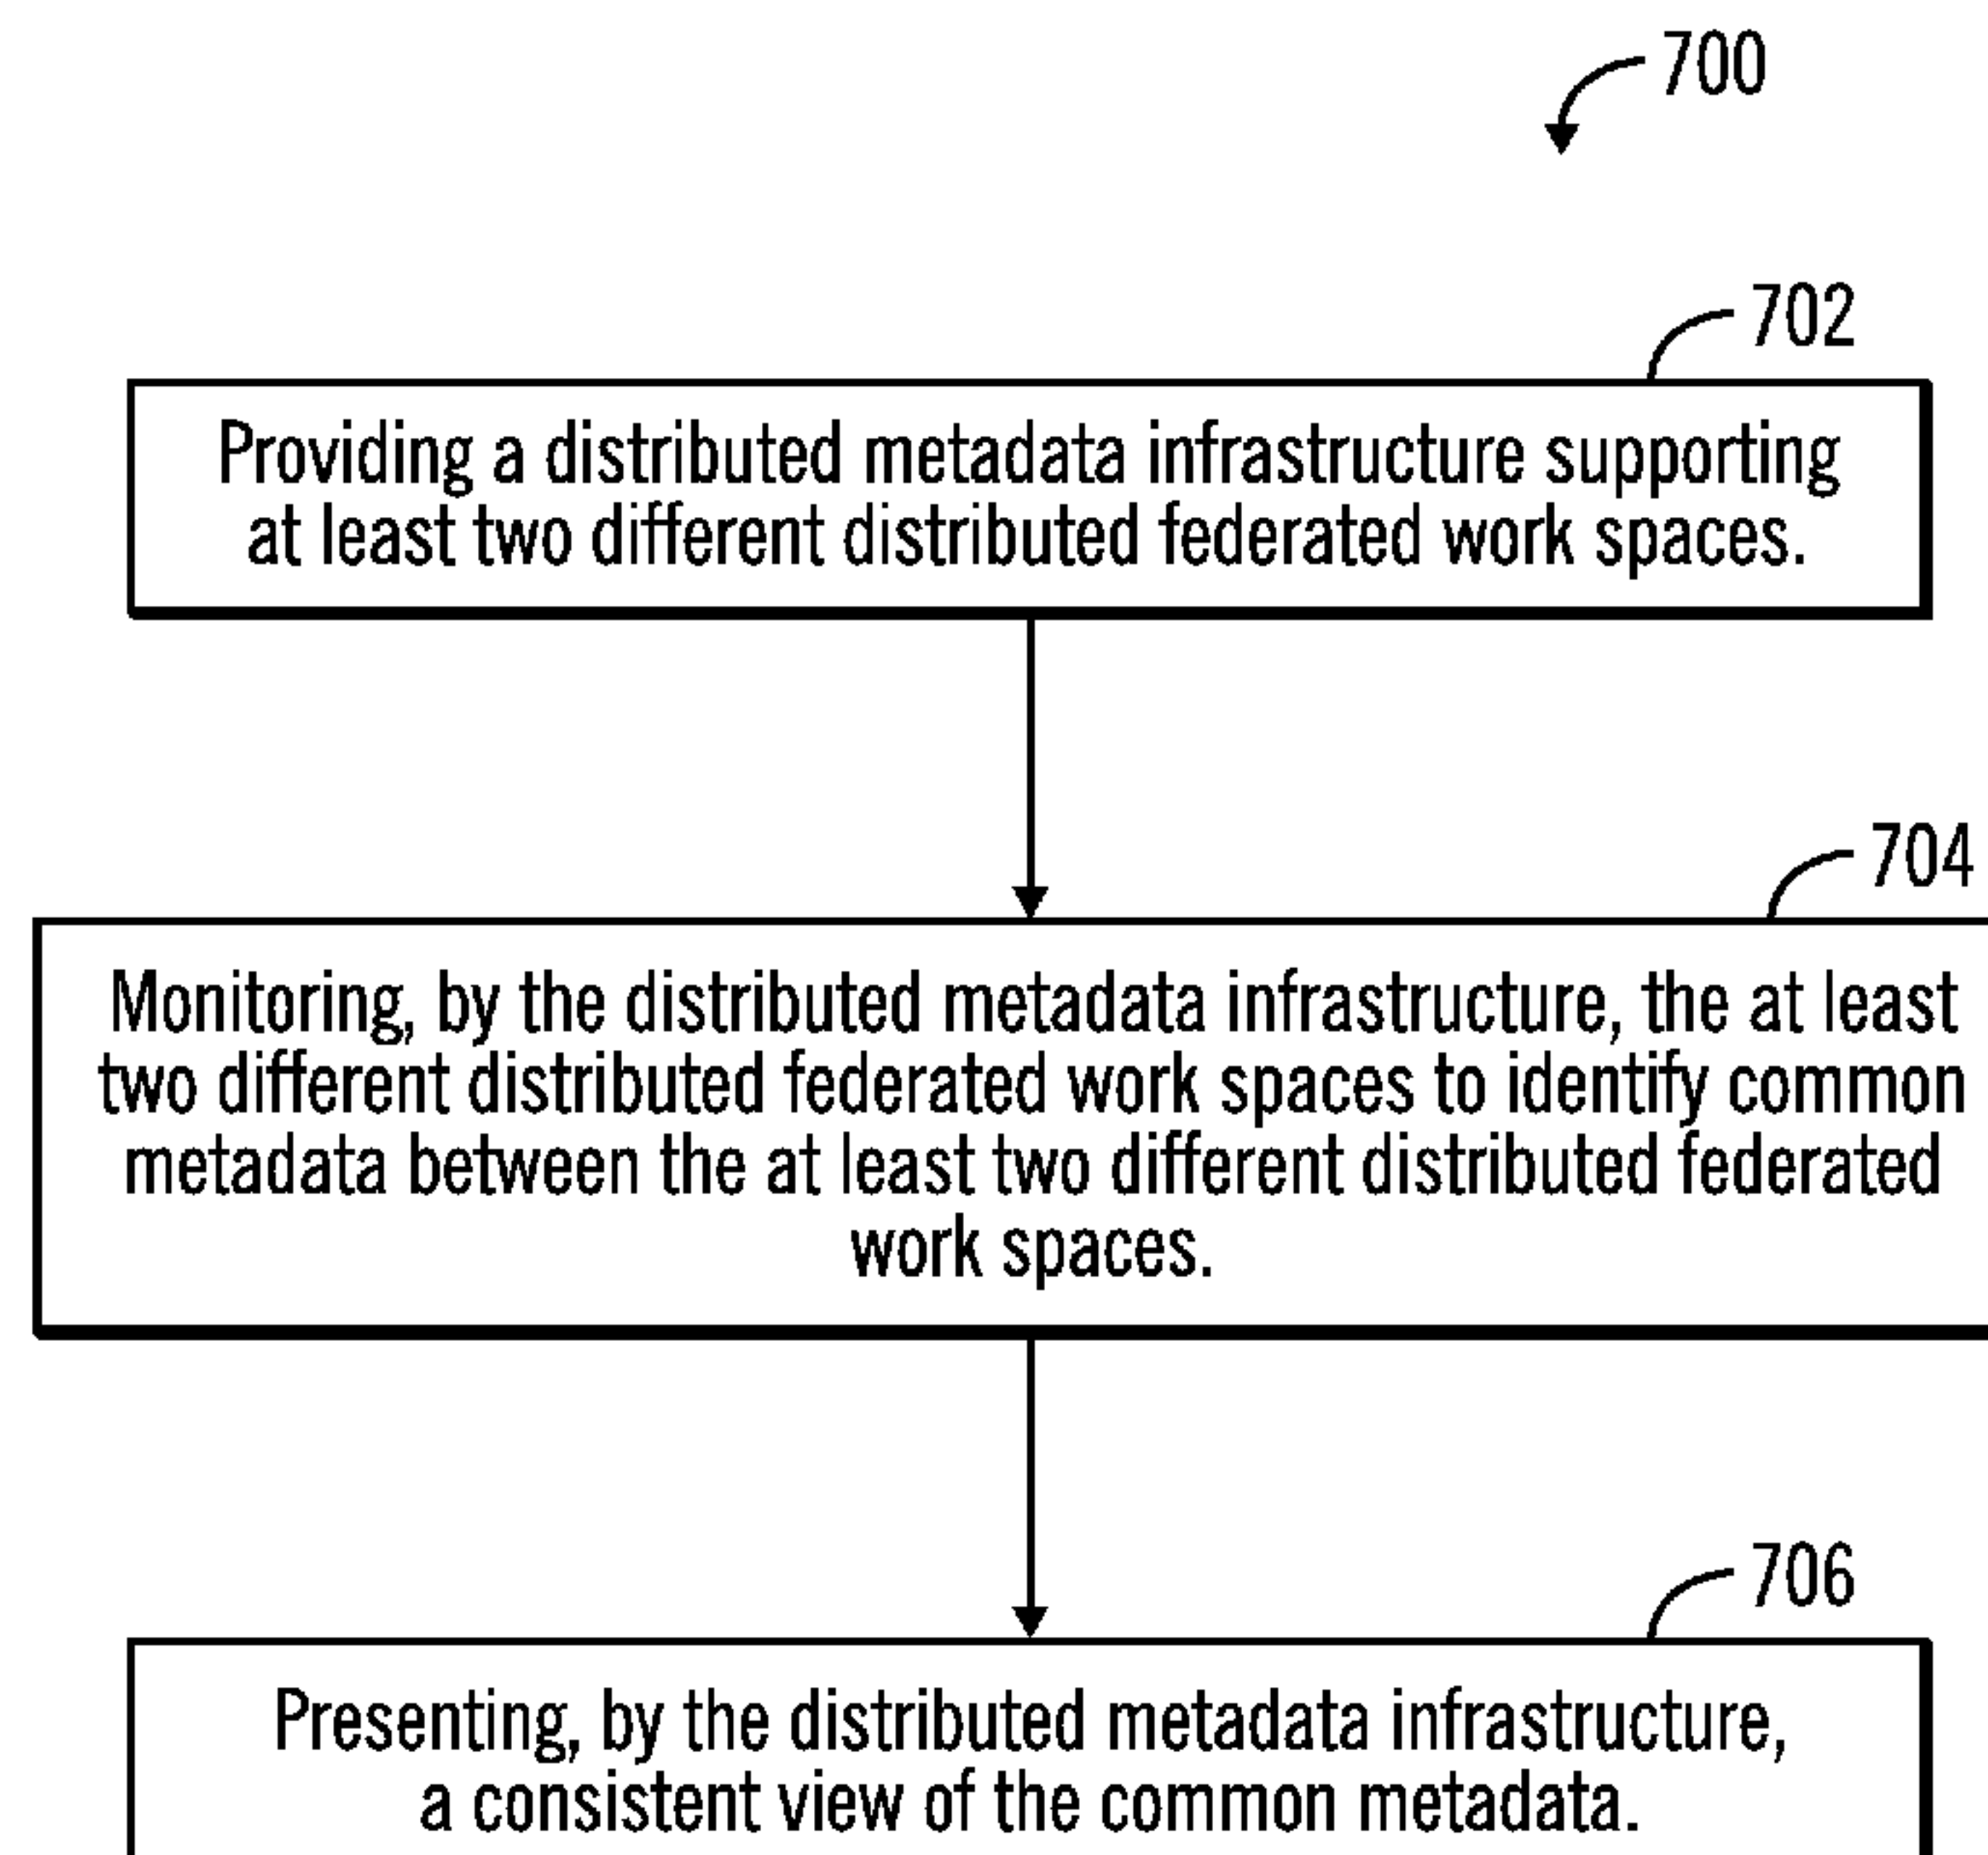 700
702
Providing a distributed metadata infrastructure supporting
at least two different distributed federated work spaces.
704
Monitoring, by the distributed metadata infrastructure, the at least
two different distributed federated work spaces to identify common
metadata between the at least two different distributed federated
work spaces.
706
Presenting, by the distributed metadata infrastructure,
a consistent view of the common metadata.